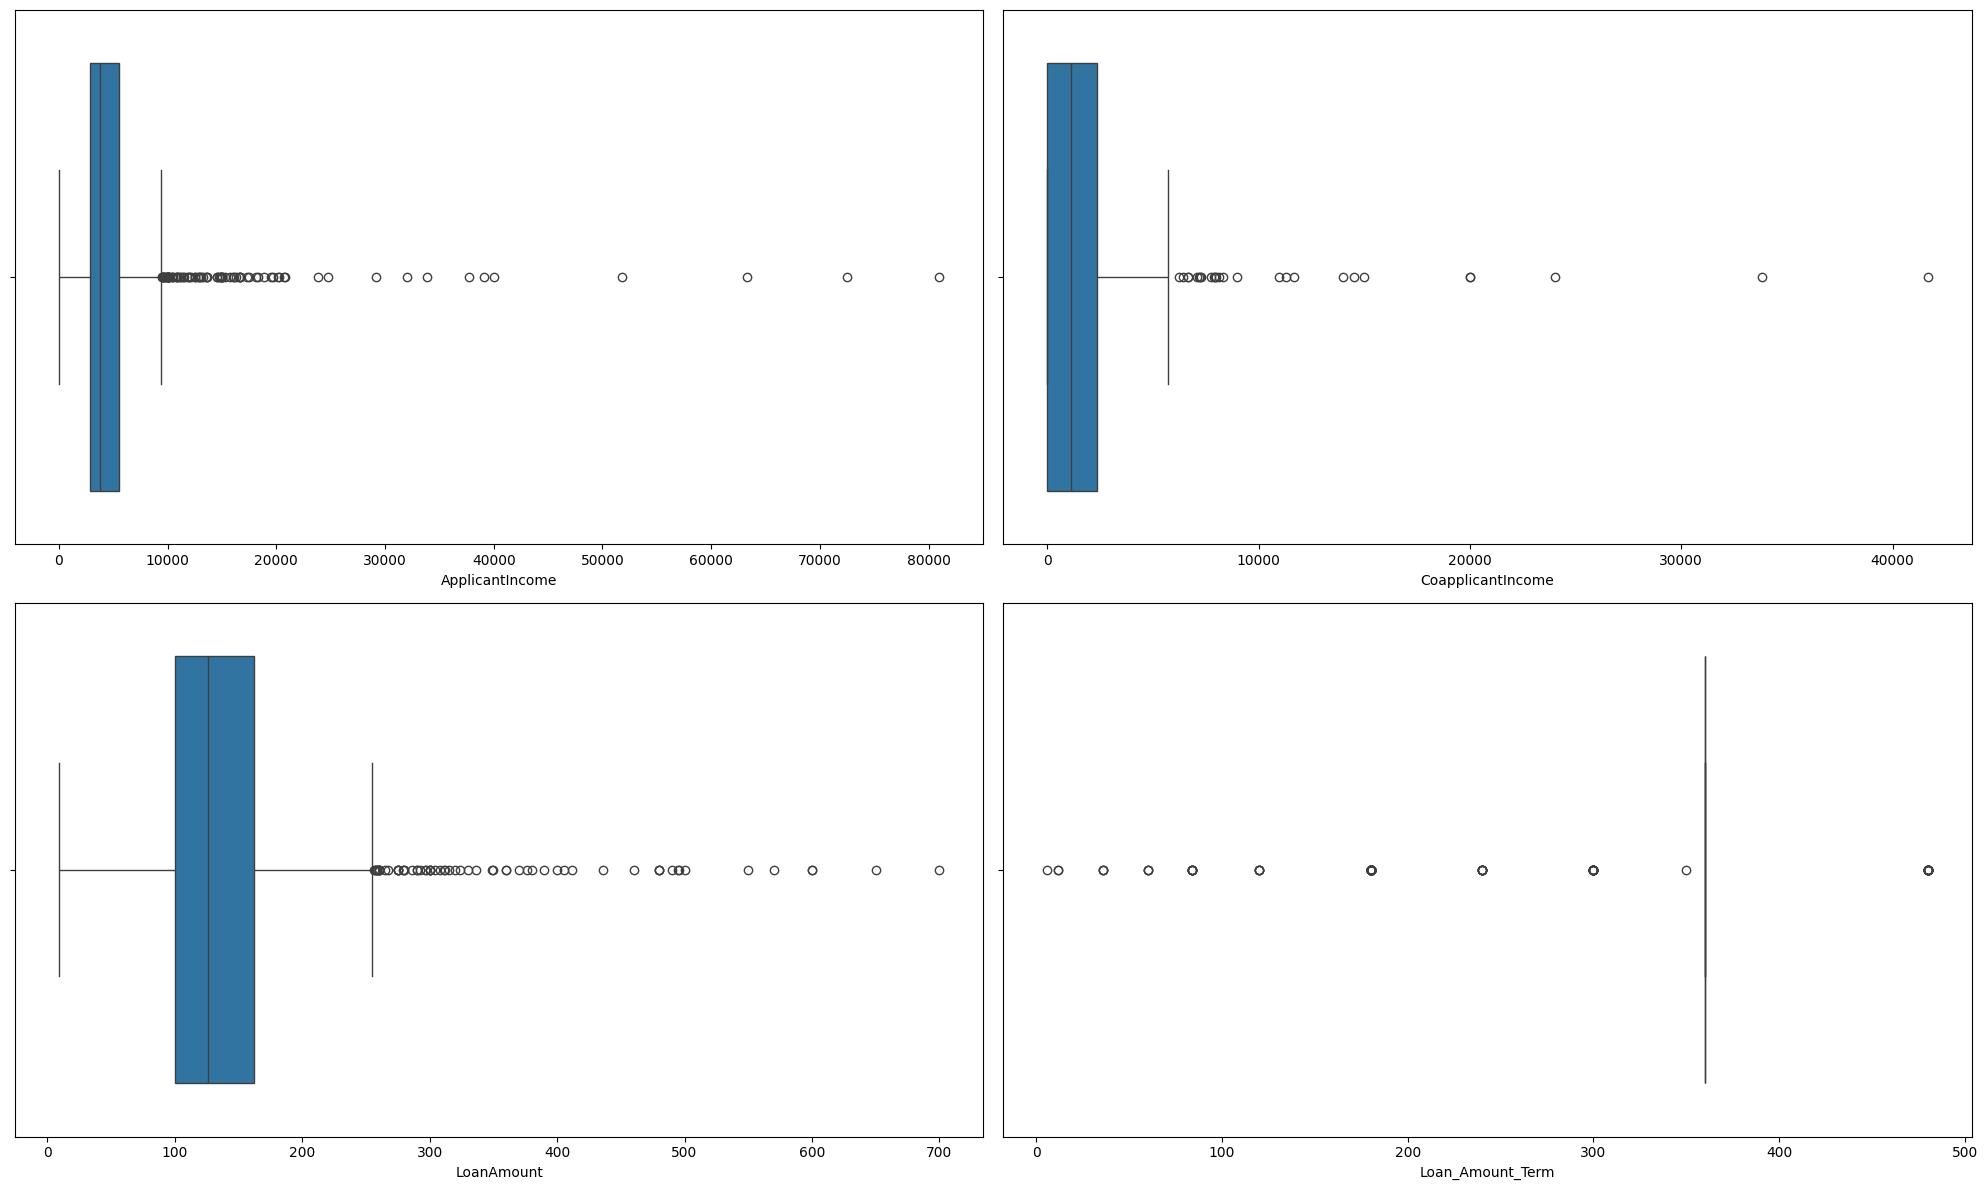 0 10000 20000 30000 40000 50000 60000 70000 80000
ApplicantIncome
0 10000 20000 30000 40000
CoapplicantIncome
0 100 200 300 400 500 600 700
LoanAmount
0 100 200 300 400 500
Loan_Amount_Term